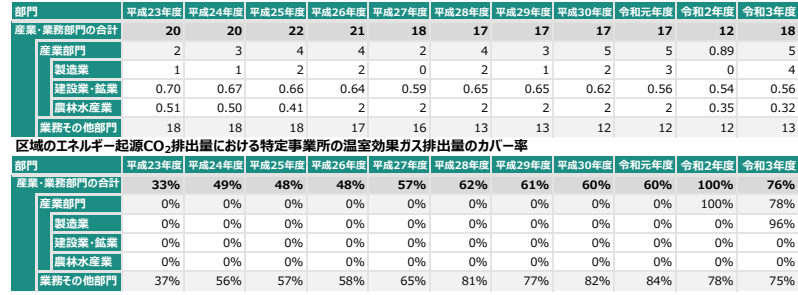 部門 平成23年度 平成24年度 平成25年度 平成26年度 平成27年度 平成28年度 平成29年度 平成30年度 令和元年度 令和2年度 令和3年度
産業・業務部門の合計 20 20 22 21 18 17 17 17 17 12 18
産業部門 2 3 4 4 2 4 3 5 5 0.89 5
製造業 1 1 2 2 0 2 1 2 3 0 4
建設業・鉱業 0.70 0.67 0.66 0.64 0.59 0.65 0.65 0.62 0.56 0.54 0.56
農林水産業 0.51 0.50 0.41 2 2 2 2 2 2 0.35 0.32
業務その他部門 18 18 18 17 16 13 13 12 12 12 13
区域のエネルギー起源CO₂排出量における特定事業所の温室効果ガス排出量のカバー率
部門 平成23年度 平成24年度 平成25年度 平成26年度 平成27年度 平成28年度 平成29年度 平成30年度 令和元年度 令和2年度 令和3年度
産業・業務部門の合計 33% 49% 48% 48% 57% 62% 61% 60% 60% 100% 76%
産業部門 0% 0% 0% 0% 0% 0% 0% 0% 0% 100% 78%
製造業 0% 0% 0% 0% 0% 0% 0% 0% 0% 0% 96%
建設業・鉱業 0% 0% 0% 0% 0% 0% 0% 0% 0% 0% 0%
農林水産業 0% 0% 0% 0% 0% 0% 0% 0% 0% 0% 0%
業務その他部門 37% 56% 57% 58% 65% 81% 77% 82% 84% 78% 75%